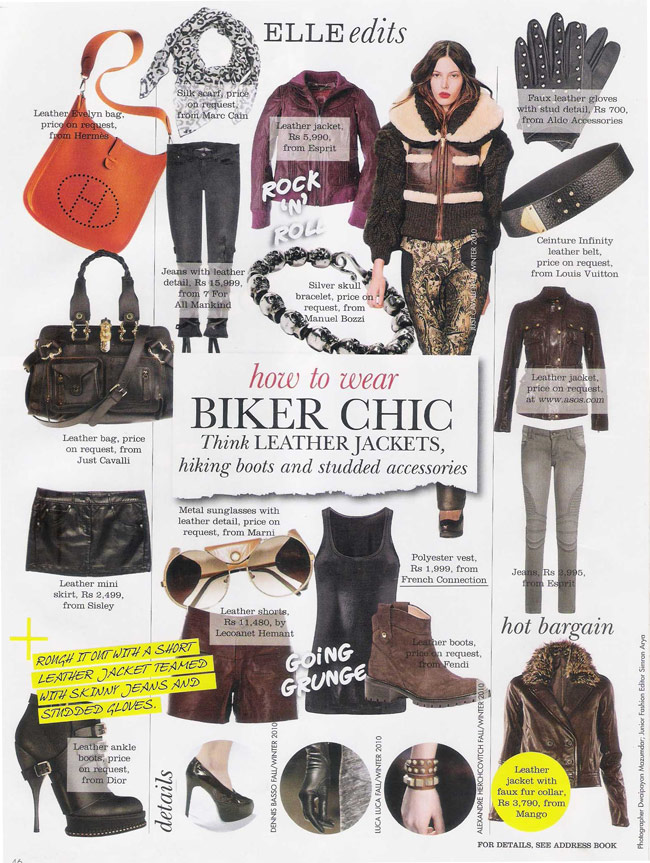 ELLE edits
Silk scarf, price
on request,
from Marc Cain
Leather Evelyn bag,
price on request,
from Hermès
Leather jacket,
Rs 5,990,
from Esprit
Faux leather gloves
with stud detail, Rs 700,
from Aldo Accessories
ROCK
'N'
ROLL
Ceinture Infinity
leather belt,
price on request,
from Louis Vuitton
Jeans with leather
detail, Rs 15,999,
from 7 For
All Mankind
Silver skull
bracelet, price on
request, from
Manuel Bozzi
FALL/WINTER 2010
Leather jacket,
price on request,
at www.asos.com
how to wear
BIKER CHIC
Think LEATHER JACKETS,
hiking boots and studded accessories
Leather bag, price
on request, from
Just Cavalli
Metal sunglasses with
leather detail, price on
request, from Marni
Polyester vest,
Rs 1,999, from
French Connection
Leather mini
skirt, Rs 2,499,
from Sisley
Jeans, Rs 2,995,
from Esprit
Leather shorts,
Rs 11,480, by
Lecoanet Hemant
hot bargain
Leather boots,
price on request,
from Fendi
+
ROUGH IT OUT WITH A SHORT
LEATHER JACKET TEAMED
WITH SKINNY JEANS AND
STUDDED GLOVES.
GOING
GRUNGE
Leather ankle
boots, price
on request,
from Dior
details
DENNIS BASSO FALL/WINTER 2010
LUCA LUCA FALL/WINTER 2010
ALEXANDRE HERCHCOVITCH FALL/WINTER 2010
Leather
jacket with
faux fur collar,
Rs 3,790, from
Mango
Photographer Dwaipayan Mazumdar; Junior Fashion Editor Simran Arya
FOR DETAILS, SEE ADDRESS BOOK